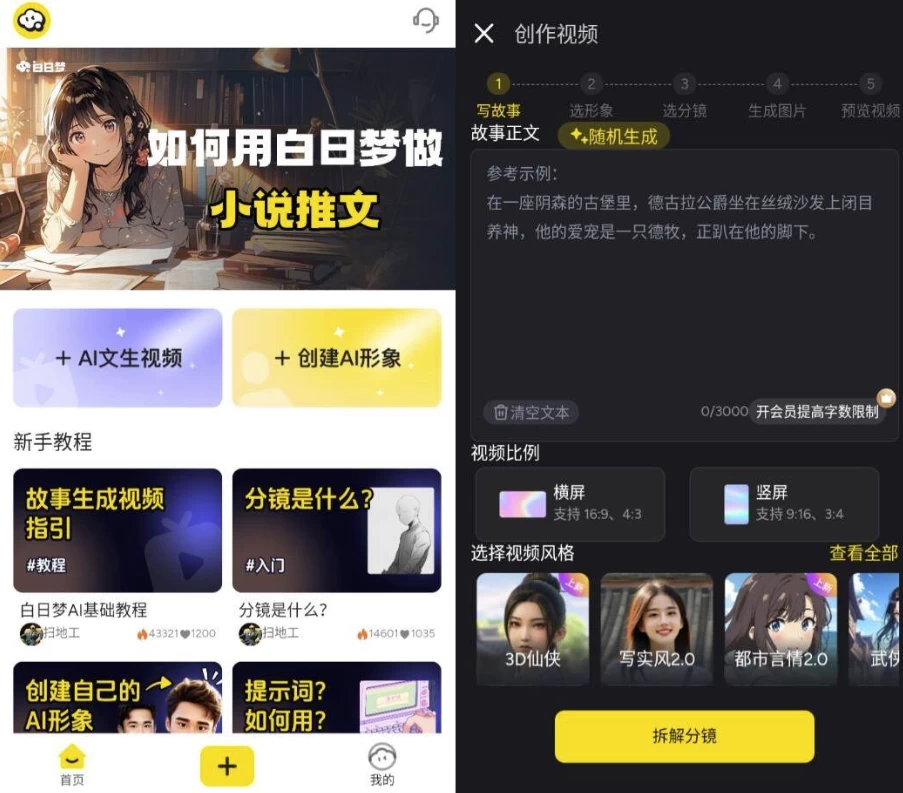 白日梦
如何用白日梦做
小说推文
+ AI文生视频
+ 创建AI形象
新手教程
故事生成视频
指引
#教程
分镜是什么?
#入门
白日梦AI基础教程
扫地工
43321
1200
分镜是什么?
扫地工
14601
1035
创建自己的
AI形象
提示词?
如何用?
首页
我的
创作视频
1
2
3
4
5
写故事
选形象
选分镜
生成图片
预览视频
故事正文
随机生成
参考示例:
在一座阴森的古堡里，德古拉公爵坐在丝绒沙发上闭目
养神，他的爱宠是一只德牧，正趴在他的脚下。
清空文本
0/3000
开会员提高字数限制
视频比例
横屏
支持 16:9、4:3
竖屏
支持 9:16、3:4
选择视频风格
查看全部
上新
上新
3D仙侠
写实风2.0
都市言情2.0
武侠
拆解分镜